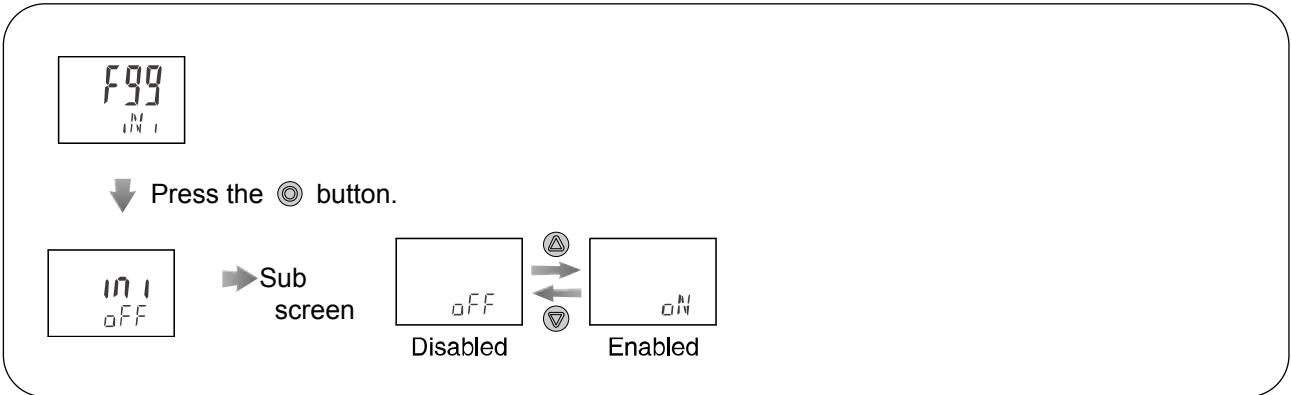 F99
iNi
Press the button.
ini
oFF
Sub
screen
oFF
oN
Disabled
Enabled